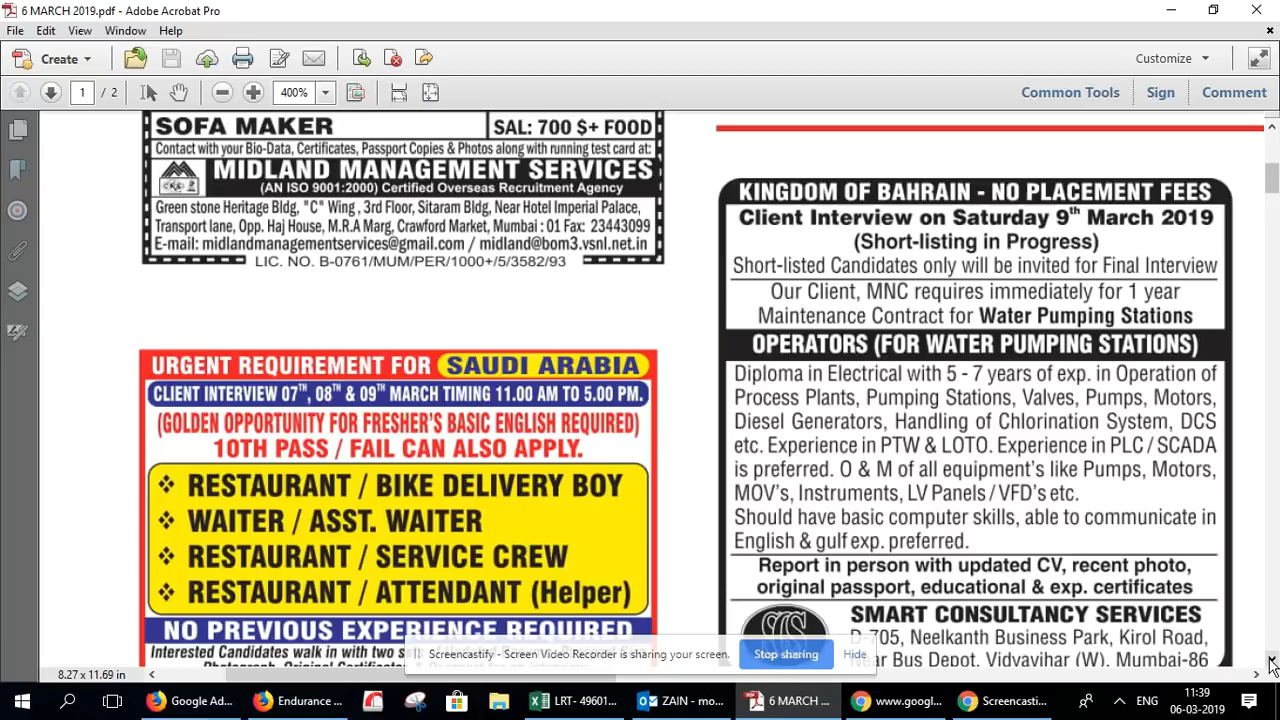 6 MARCH 2019.pdf - Adobe Acrobat Pro
File Edit View Window Help
Create
Customize
1 / 2
400%
Common Tools
Sign
Comment
SOFA MAKER
SAL: 700 $+ FOOD
Contact with your Bio-Data, Certificates, Passport Copies & Photos along with running test card at:
MIDLAND MANAGEMENT SERVICES
(AN ISO 9001:2000) Certified Overseas Recruitment Agency
Green stone Heritage Bldg, "C" Wing , 3rd Floor, Sitaram Bldg, Near Hotel Imperial Palace,
Transport lane, Opp. Haj House, M.R.A Marg, Crawford Market, Mumbai : 01 Fax: 23443099
E-mail: midlandmanagementservices@gmail.com / midland@bom3.vsnl.net.in
LIC. NO. B-0761/MUM/PER/1000+/5/3582/93
URGENT REQUIREMENT FOR SAUDI ARABIA
CLIENT INTERVIEW 07TH, 08TH & 09TH MARCH TIMING 11.00 AM TO 5.00 PM.
(GOLDEN OPPORTUNITY FOR FRESHER'S BASIC ENGLISH REQUIRED)
10TH PASS / FAIL CAN ALSO APPLY.
❖ RESTAURANT / BIKE DELIVERY BOY
❖ WAITER / ASST. WAITER
❖ RESTAURANT / SERVICE CREW
❖ RESTAURANT / ATTENDANT (Helper)
NO PREVIOUS EXPERIENCE REQUIRED
Interested Candidates walk in with two
KINGDOM OF BAHRAIN - NO PLACEMENT FEES
Client Interview on Saturday 9th March 2019
(Short-listing in Progress)
Short-listed Candidates only will be invited for Final Interview
Our Client, MNC requires immediately for 1 year
Maintenance Contract for Water Pumping Stations
OPERATORS (FOR WATER PUMPING STATIONS)
Diploma in Electrical with 5 - 7 years of exp. in Operation of
Process Plants, Pumping Stations, Valves, Pumps, Motors,
Diesel Generators, Handling of Chlorination System, DCS
etc. Experience in PTW & LOTO. Experience in PLC / SCADA
is preferred. O & M of all equipment's like Pumps, Motors,
MOV's, Instruments, LV Panels / VFD's etc.
Should have basic computer skills, able to communicate in
English & gulf exp. preferred.
Report in person with updated CV, recent photo,
original passport, educational & exp. certificates
SCS
SMART CONSULTANCY SERVICES
D-705, Neelkanth Business Park, Kirol Road,
Near Bus Depot, Vidyavihar (W), Mumbai-86
Screencastify - Screen Video Recorder is sharing your screen.
Stop sharing
Hide
8.27 x 11.69 in
Google Ad...
Endurance ...
LRT- 49601...
ZAIN - mo...
6 MARCH ...
www.googl...
Screencasti...
ENG
11:39
06-03-2019